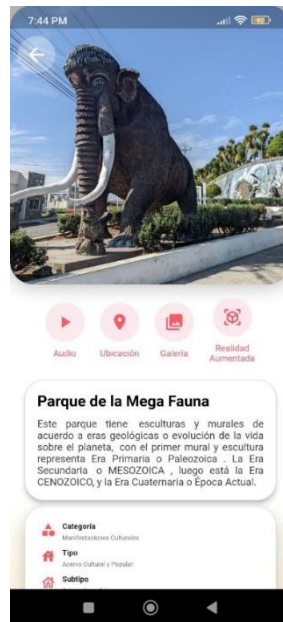 7:44 PM
Audio
Ubicación
Galería
Realidad
Aumentada
Parque de la Mega Fauna
Este parque tiene esculturas y murales de
acuerdo a eras geológicas o evolución de la vida
sobre el planeta, con el primer mural y escultura
representa Era Primaria o Paleozoica . La Era
Secundaria o MESOZOICA , luego está la Era
CENOZOICO, y la Era Cuaternaria o Época Actual.
Categoría
Manifestaciones Culturales
Tipo
Acervo Cultural y Popular
Subtipo